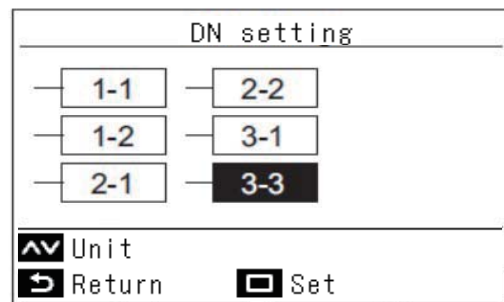 DN setting
1-1 2-2
1-2 3-1
2-1 3-3
Unit
Return Set